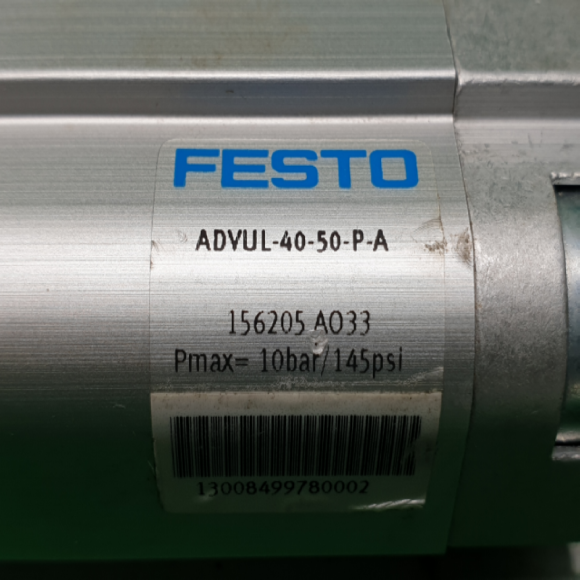 FESTO
ADVUL-40-50-P-A
156205 A033
Pmax= 10bar/145psi
13008499780002